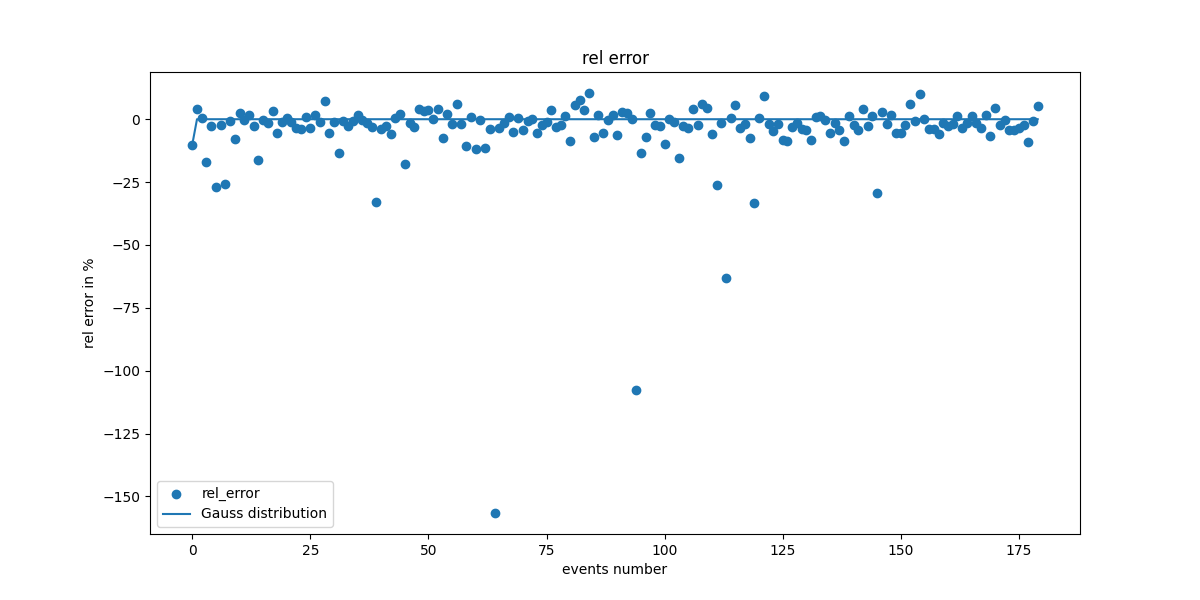 rel error
0
−25
−50
−75
−100
−125
−150
rel error in %
rel_error
Gauss distribution
0 25 50 75 100 125 150 175
events number